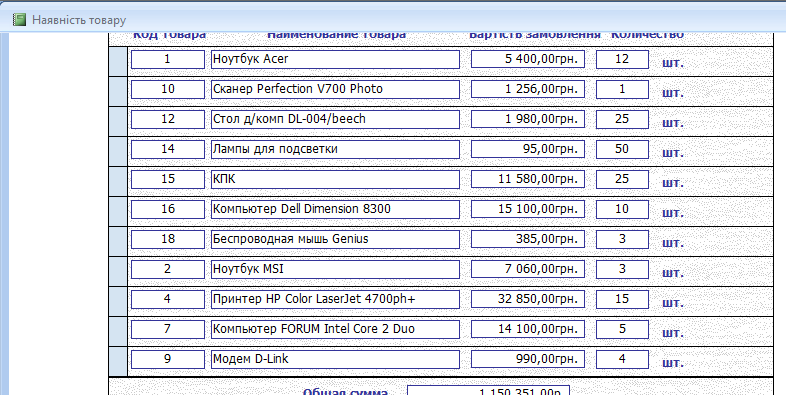 Наявність товару
Код товара Наименование товара Вартість замовлення Количество
1 Ноутбук Acer 5 400,00грн. 12 шт.
10 Сканер Perfection V700 Photo 1 256,00грн. 1 шт.
12 Стол д/комп DL-004/beech 1 980,00грн. 25 шт.
14 Лампы для подсветки 95,00грн. 50 шт.
15 КПК 11 580,00грн. 25 шт.
16 Компьютер Dell Dimension 8300 15 100,00грн. 10 шт.
18 Беспроводная мышь Genius 385,00грн. 3 шт.
2 Ноутбук MSI 7 060,00грн. 3 шт.
4 Принтер HP Color LaserJet 4700ph+ 32 850,00грн. 15 шт.
7 Компьютер FORUM Intel Core 2 Duo 14 100,00грн. 5 шт.
9 Модем D-Link 990,00грн. 4 шт.
Общая сумма 1 150 351,00р.